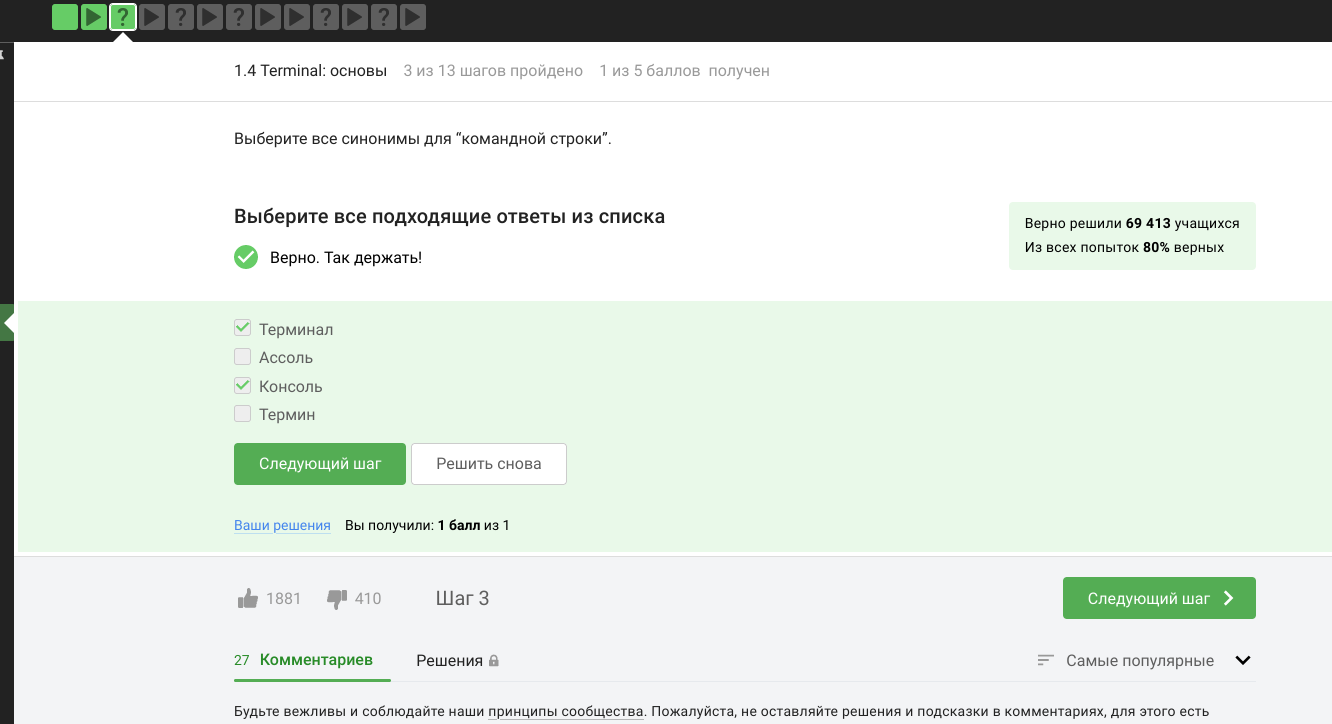 ? ? ? ? ?
1.4 Terminal: основы 3 из 13 шагов пройдено 1 из 5 баллов получен
Выберите все синонимы для “командной строки”.
Выберите все подходящие ответы из списка
Верно решили 69 413 учащихся
Из всех попыток 80% верных
Верно. Так держать!
Терминал
Ассоль
Консоль
Термин
Следующий шаг Решить снова
Ваши решения Вы получили: 1 балл из 1
1881 410 Шаг 3 Следующий шаг
27 Комментариев Решения Самые популярные
Будьте вежливы и соблюдайте наши принципы сообщества. Пожалуйста, не оставляйте решения и подсказки в комментариях, для этого есть